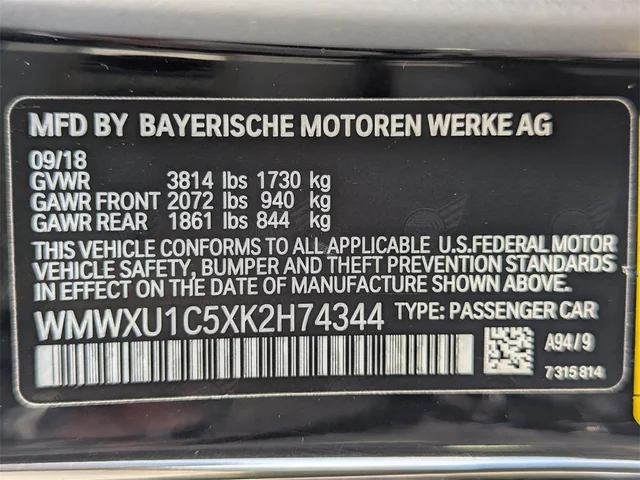 MFD BY BAYERISCHE MOTOREN WERKE AG
09/18
GVWR 3814 lbs 1730 kg
GAWR FRONT 2072 lbs 940 kg
GAWR REAR 1861 lbs 844 kg
THIS VEHICLE CONFORMS TO ALL APPLICABLE U.S.FEDERAL MOTOR
VEHICLE SAFETY, BUMPER AND THEFT PREVENTION STANDARDS
IN EFFECT ON THE DATE OF MANUFACTURE SHOWN ABOVE.
WMWXU1C5XK2H74344 TYPE: PASSENGER CAR
A94/9
7315814